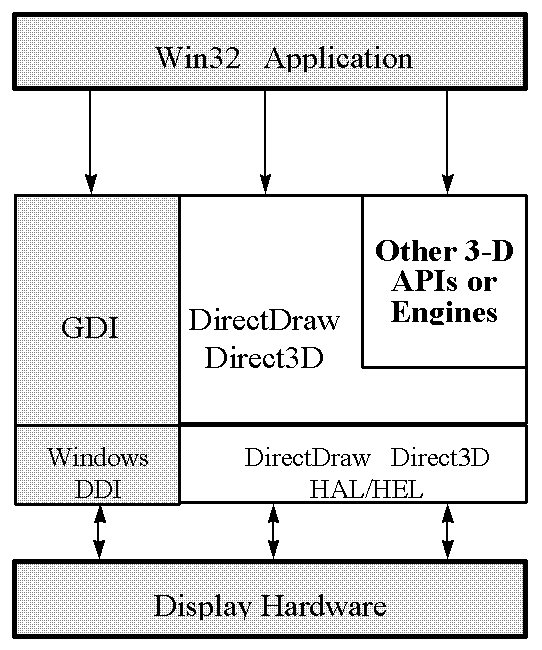 Win32 Application
Other 3-D
APIs or
Engines
GDI
DirectDraw
Direct3D
Windows
DDI
DirectDraw Direct3D
HAL/HEL
Display Hardware